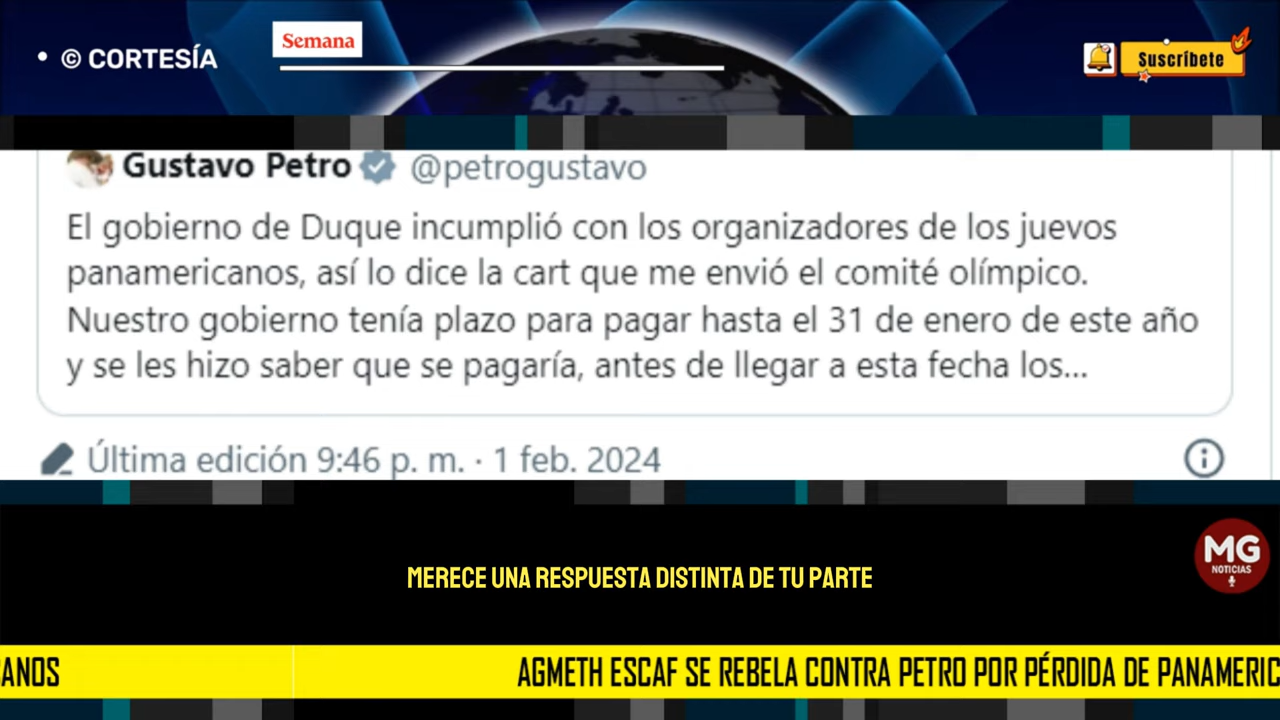 • © CORTESÍA
Semana
Suscríbete
Gustavo Petro @petrogustavo
El gobierno de Duque incumplió con los organizadores de los juevos
panamericanos, así lo dice la cart que me envió el comité olímpico.
Nuestro gobierno tenía plazo para pagar hasta el 31 de enero de este año
y se les hizo saber que se pagaría, antes de llegar a esta fecha los...
Última edición 9:46 p. m. · 1 feb. 2024
MG
NOTICIAS
MERECE UNA RESPUESTA DISTINTA DE TU PARTE
ANOS AGMETH ESCAF SE REBELA CONTRA PETRO POR PÉRDIDA DE PANAMERIC